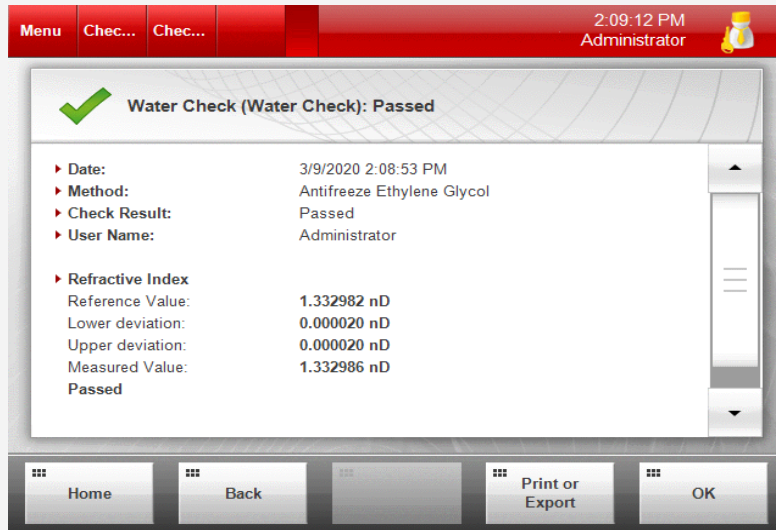 Menu Chec... Chec... 2:09:12 PM
Administrator
Water Check (Water Check): Passed
Date: 3/9/2020 2:08:53 PM
Method: Antifreeze Ethylene Glycol
Check Result: Passed
User Name: Administrator
Refractive Index
Reference Value: 1.332982 nD
Lower deviation: 0.000020 nD
Upper deviation: 0.000020 nD
Measured Value: 1.332986 nD
Passed
Home Back Print or
Export OK